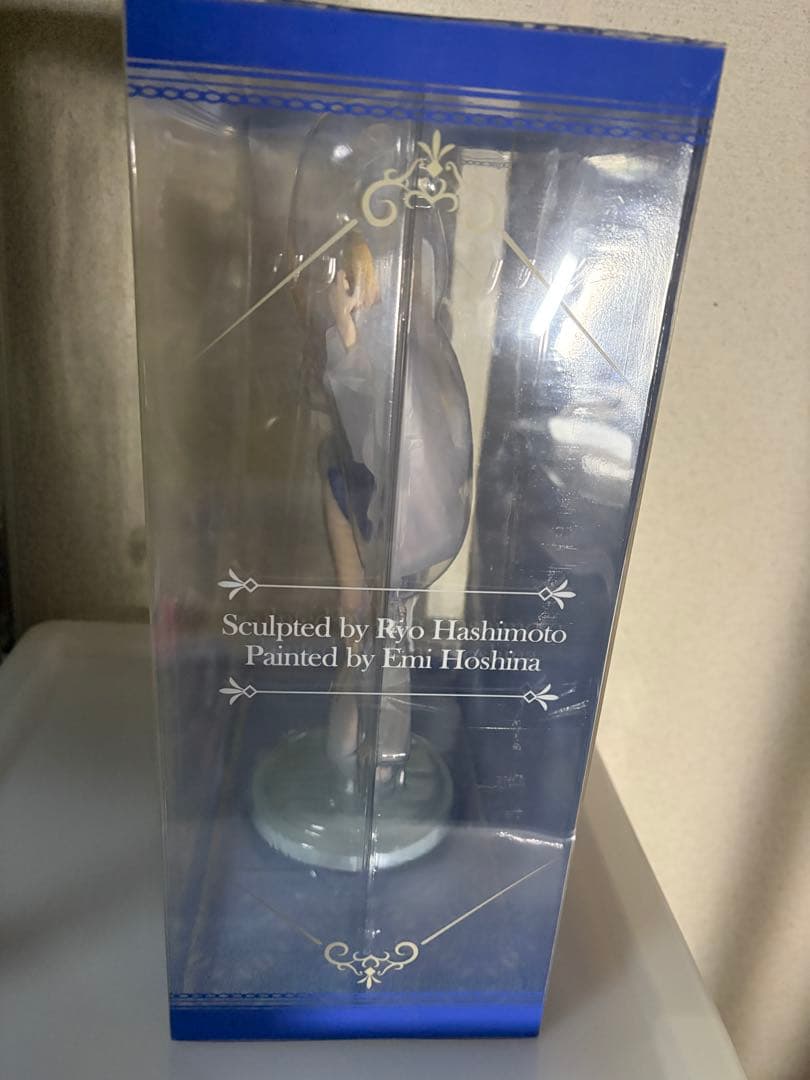 Sculpted by Ryo Hashimoto
Painted by Emi Hoshina